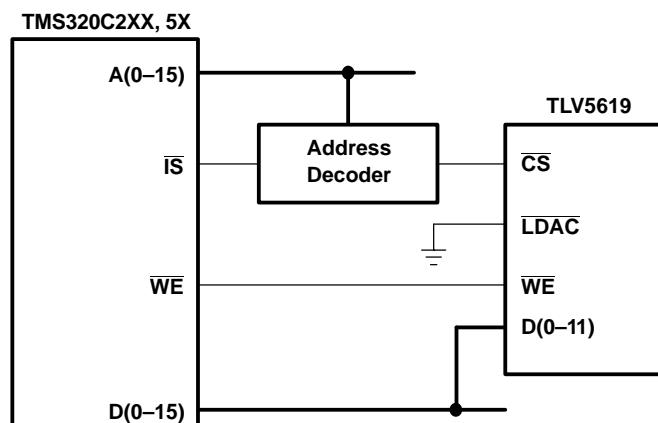 TMS320C2XX, 5X
A(0–15)
TLV5619
Address
Decoder
IS
CS
LDAC
WE
WE
D(0–11)
D(0–15)